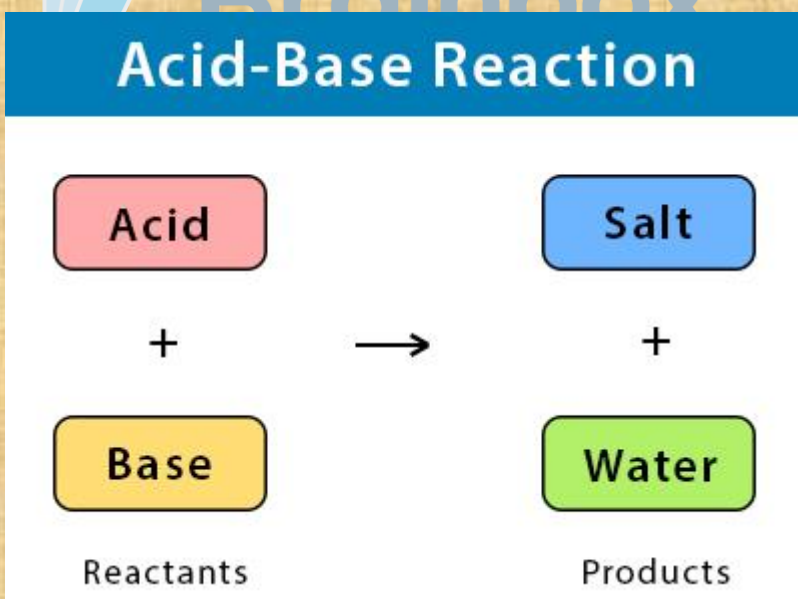 Acid-Base Reaction
Acid
+
Base
Reactants
→
Salt
+
Water
Products